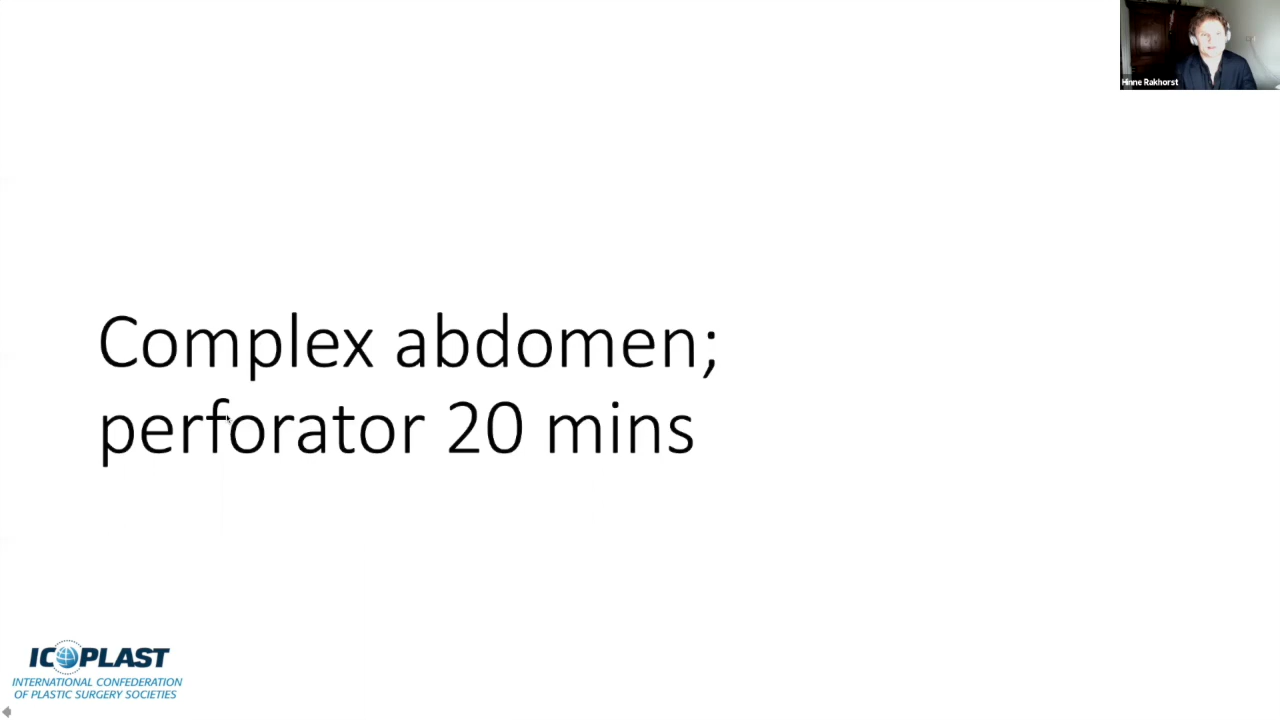 Hinne Rakhorst
Complex abdomen;
perforator 20 mins
ICOPLAST
INTERNATIONAL CONFEDERATION
OF PLASTIC SURGERY SOCIETIES